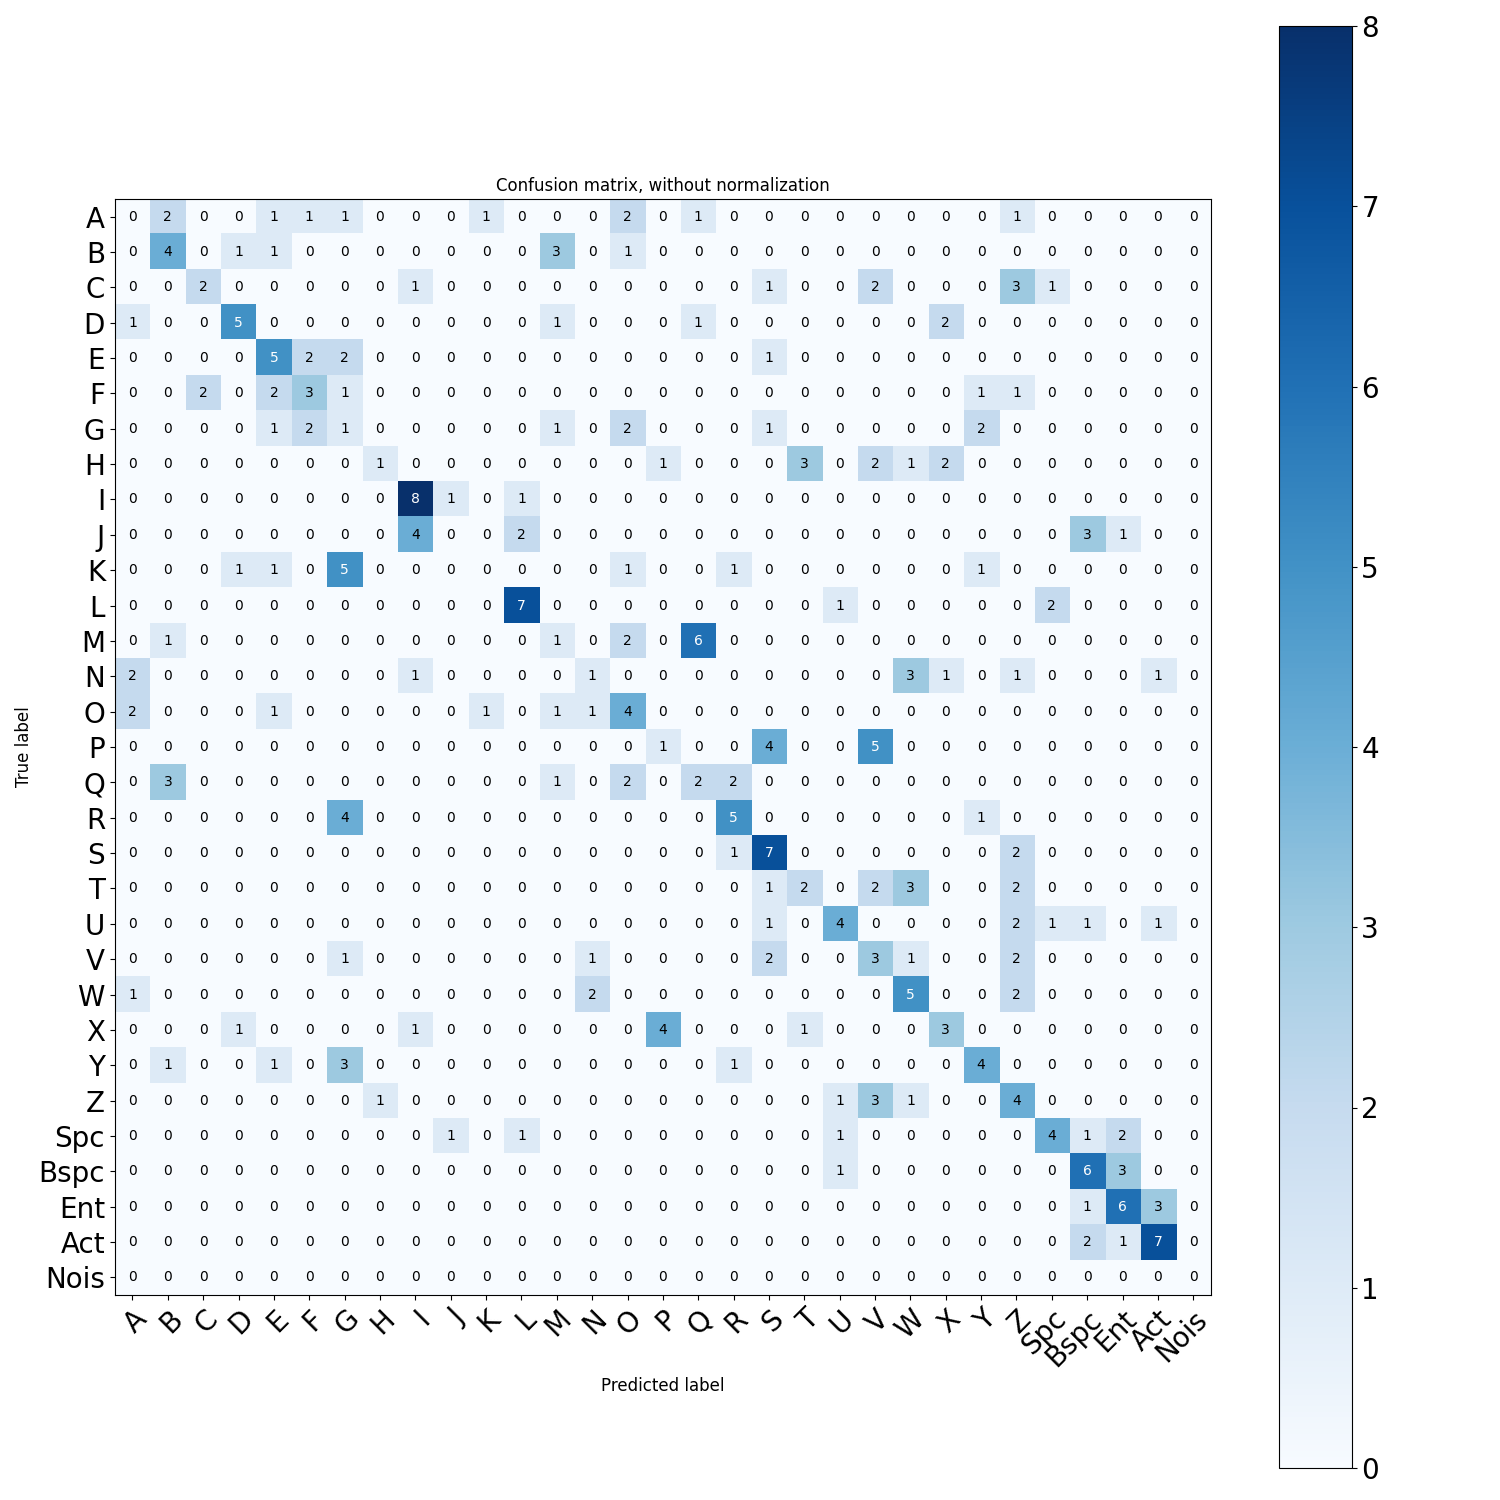 Confusion matrix, without normalization
A 0 2 0 0 1 1 1 0 0 0 1 0 0 0 2 0 1 0 0 0 0 0 0 0 0 1 0 0 0 0 0
B 0 4 0 1 1 0 0 0 0 0 0 0 3 0 1 0 0 0 0 0 0 0 0 0 0 0 0 0 0 0 0
C 0 0 2 0 0 0 0 0 1 0 0 0 0 0 0 0 0 0 1 0 0 2 0 0 0 3 1 0 0 0 0
D 1 0 0 5 0 0 0 0 0 0 0 0 1 0 0 0 1 0 0 0 0 0 0 2 0 0 0 0 0 0 0
E 0 0 0 0 5 2 2 0 0 0 0 0 0 0 0 0 0 0 1 0 0 0 0 0 0 0 0 0 0 0 0
F 0 0 2 0 2 3 1 0 0 0 0 0 0 0 0 0 0 0 0 0 0 0 0 0 1 1 0 0 0 0 0
G 0 0 0 0 1 2 1 0 0 0 0 0 1 0 2 0 0 0 1 0 0 0 0 0 2 0 0 0 0 0 0
H 0 0 0 0 0 0 0 1 0 0 0 0 0 0 0 1 0 0 0 3 0 2 1 2 0 0 0 0 0 0 0
I 0 0 0 0 0 0 0 0 8 1 0 1 0 0 0 0 0 0 0 0 0 0 0 0 0 0 0 0 0 0 0
J 0 0 0 0 0 0 0 0 4 0 0 2 0 0 0 0 0 0 0 0 0 0 0 0 0 0 0 3 1 0 0
K 0 0 0 1 1 0 5 0 0 0 0 0 0 0 1 0 0 1 0 0 0 0 0 0 1 0 0 0 0 0 0
L 0 0 0 0 0 0 0 0 0 0 0 7 0 0 0 0 0 0 0 0 1 0 0 0 0 0 2 0 0 0 0
M 0 1 0 0 0 0 0 0 0 0 0 0 1 0 2 0 6 0 0 0 0 0 0 0 0 0 0 0 0 0 0
N 2 0 0 0 0 0 0 0 1 0 0 0 0 1 0 0 0 0 0 0 0 0 3 1 0 1 0 0 0 1 0
O 2 0 0 0 1 0 0 0 0 0 1 0 1 1 4 0 0 0 0 0 0 0 0 0 0 0 0 0 0 0 0
P 0 0 0 0 0 0 0 0 0 0 0 0 0 0 0 1 0 0 4 0 0 5 0 0 0 0 0 0 0 0 0
Q 0 3 0 0 0 0 0 0 0 0 0 0 1 0 2 0 2 2 0 0 0 0 0 0 0 0 0 0 0 0 0
R 0 0 0 0 0 0 4 0 0 0 0 0 0 0 0 0 0 5 0 0 0 0 0 0 1 0 0 0 0 0 0
S 0 0 0 0 0 0 0 0 0 0 0 0 0 0 0 0 0 1 7 0 0 0 0 0 0 2 0 0 0 0 0
T 0 0 0 0 0 0 0 0 0 0 0 0 0 0 0 0 0 0 1 2 0 2 3 0 0 2 0 0 0 0 0
U 0 0 0 0 0 0 0 0 0 0 0 0 0 0 0 0 0 0 1 0 4 0 0 0 0 2 1 1 0 1 0
V 0 0 0 0 0 0 1 0 0 0 0 0 0 1 0 0 0 0 2 0 0 3 1 0 0 2 0 0 0 0 0
W 1 0 0 0 0 0 0 0 0 0 0 0 0 2 0 0 0 0 0 0 0 0 5 0 0 2 0 0 0 0 0
X 0 0 0 1 0 0 0 0 1 0 0 0 0 0 0 4 0 0 0 1 0 0 0 3 0 0 0 0 0 0 0
Y 0 1 0 0 1 0 3 0 0 0 0 0 0 0 0 0 0 1 0 0 0 0 0 0 4 0 0 0 0 0 0
Z 0 0 0 0 0 0 0 1 0 0 0 0 0 0 0 0 0 0 0 0 1 3 1 0 0 4 0 0 0 0 0
Spc 0 0 0 0 0 0 0 0 0 1 0 1 0 0 0 0 0 0 0 0 1 0 0 0 0 0 4 1 2 0 0
Bspc 0 0 0 0 0 0 0 0 0 0 0 0 0 0 0 0 0 0 0 0 1 0 0 0 0 0 0 6 3 0 0
Ent 0 0 0 0 0 0 0 0 0 0 0 0 0 0 0 0 0 0 0 0 0 0 0 0 0 0 0 1 6 3 0
Act 0 0 0 0 0 0 0 0 0 0 0 0 0 0 0 0 0 0 0 0 0 0 0 0 0 0 0 2 1 7 0
Nois 0 0 0 0 0 0 0 0 0 0 0 0 0 0 0 0 0 0 0 0 0 0 0 0 0 0 0 0 0 0 0
A B C D E F G H I J K L M N O P Q R S T U V W X Y Z Spc Bspc Ent Act Nois
Predicted label
True label
8
7
6
5
4
3
2
1
0